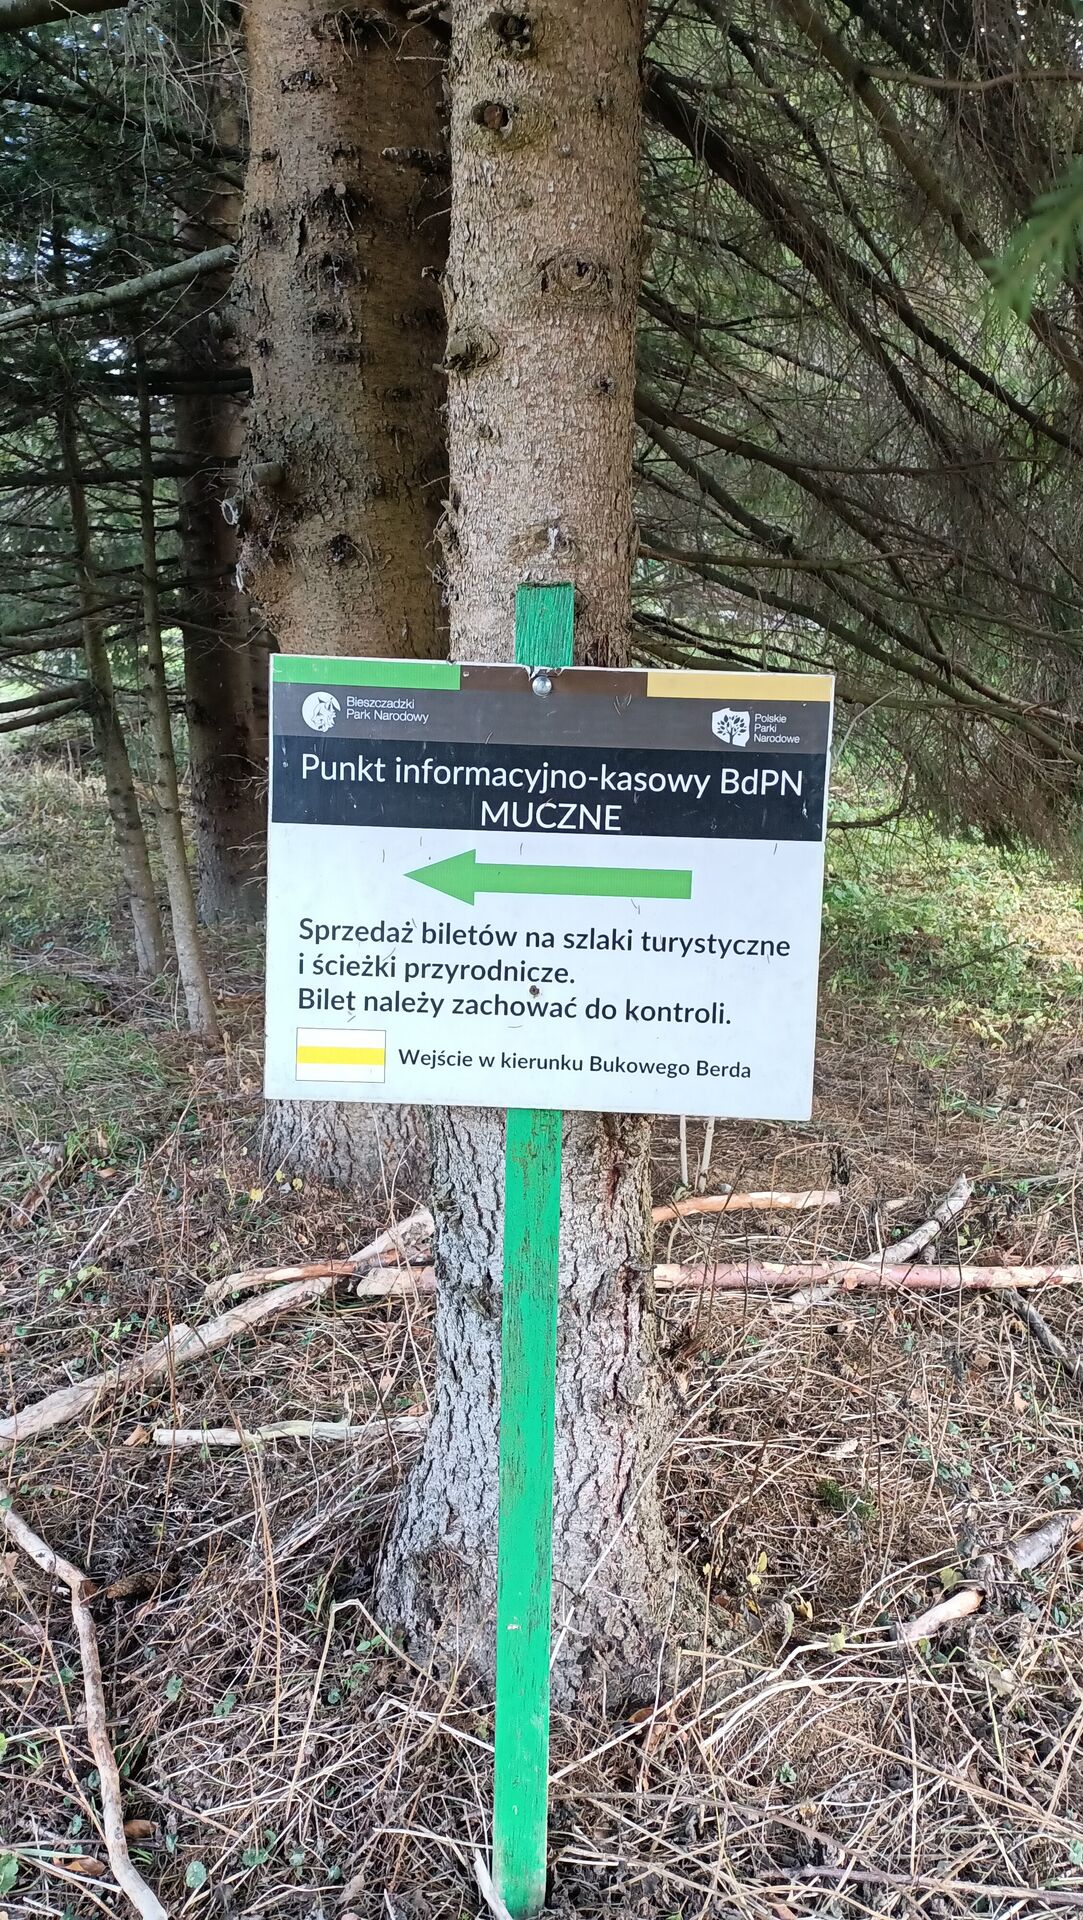 Bieszczadzki
Park Narodowy
Polskie
Parki
Narodowe
Punkt informacyjno-kasowy BdPN
MUCZNE
Sprzedaż biletów na szlaki turystyczne
i ścieżki przyrodnicze.
Bilet należy zachować do kontroli.
Wejście w kierunku Bukowego Berda